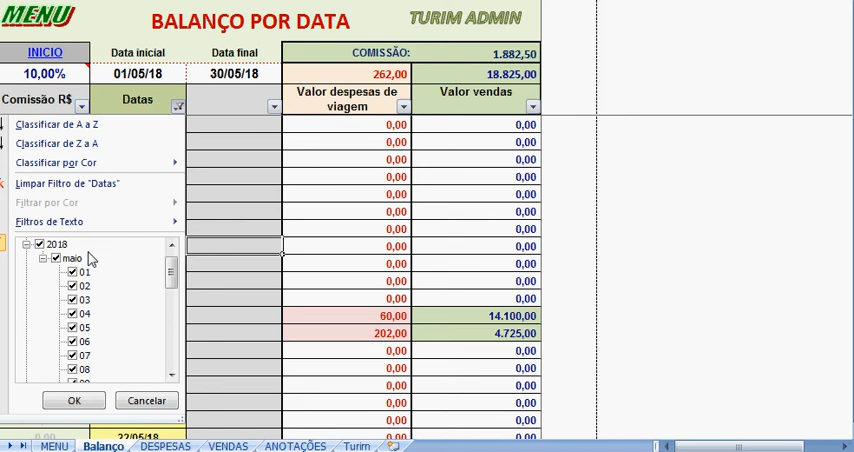 MENU BALANÇO POR DATA TURIM ADMIN
INICIO Data inicial Data final COMISSÃO: 1.882,50
10,00% 01/05/18 30/05/18 262,00 18.825,00
Comissão R$ Datas Valor despesas de viagem Valor vendas
Classificar de A a Z 0,00 0,00
Classificar de Z a A 0,00 0,00
Classificar por Cor 0,00 0,00
0,00 0,00
Limpar Filtro de "Datas" 0,00 0,00
Filtrar por Cor 0,00 0,00
Filtros de Texto 0,00 0,00
2018 0,00 0,00
maio 0,00 0,00
01 0,00 0,00
02 0,00 0,00
03 60,00 14.100,00
04 202,00 4.725,00
05 0,00 0,00
06 0,00 0,00
07 0,00 0,00
08 0,00 0,00
OK Cancelar 0,00 0,00
0,00 22/05/18 0,00 0,00
MENU Balanço DESPESAS VENDAS ANOTAÇÕES Turim